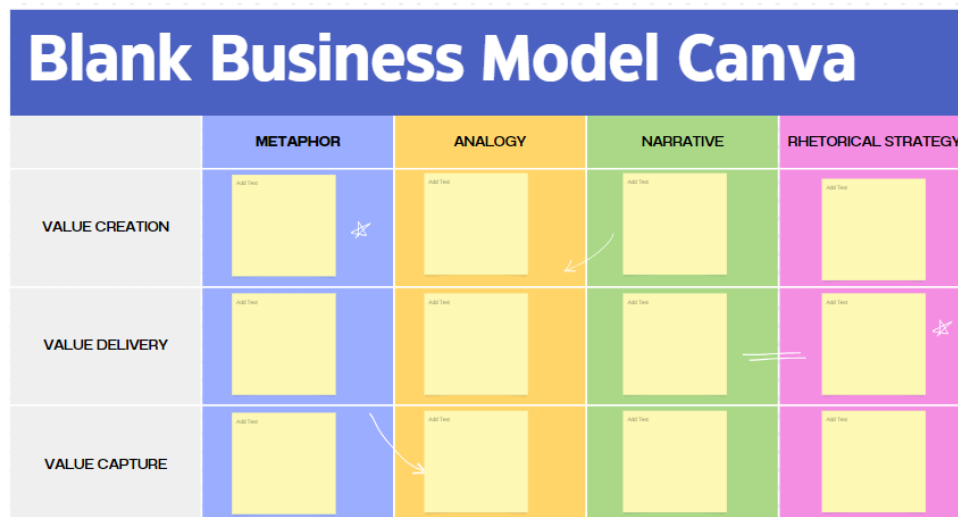 Blank Business Model Canva
METAPHOR ANALOGY NARRATIVE RHETORICAL STRATEGY
Add Text Add Text Add Text Add Text
VALUE CREATION
Add Text Add Text Add Text Add Text
VALUE DELIVERY
Add Text Add Text Add Text Add Text
VALUE CAPTURE